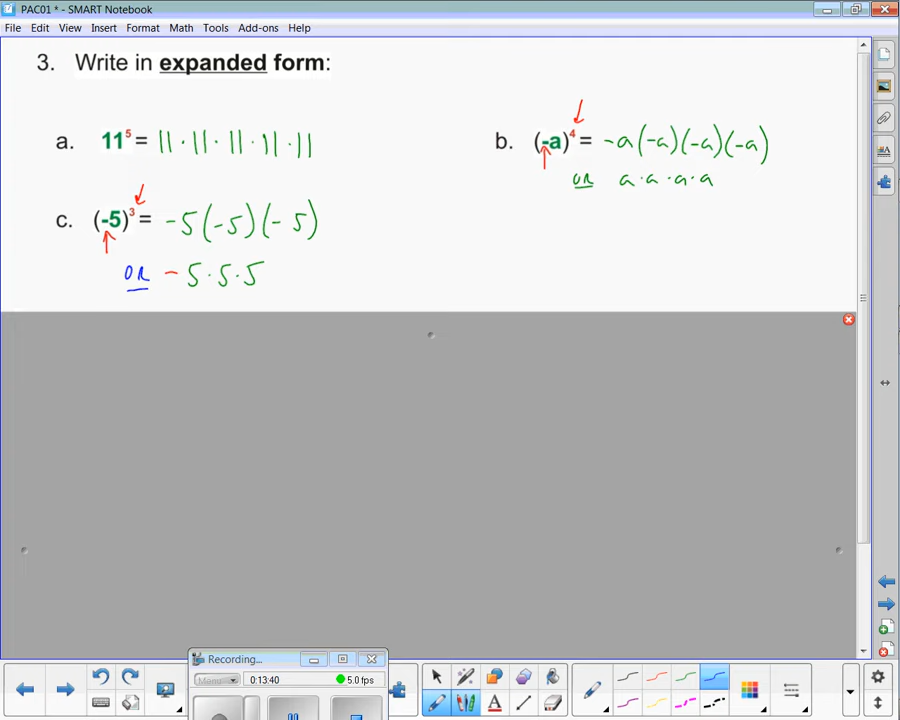 PAC01 * - SMART Notebook
File Edit View Insert Format Math Tools Add-ons Help
3. Write in expanded form:
a. 11⁵ = 11 · 11 · 11 · 11 · 11
b. (-a)⁴ = -a(-a)(-a)(-a)
OR a · a · a · a
c. (-5)³ = -5(-5)(-5)
OR - 5 · 5 · 5
Recording...
Menu 0:13:40 5.0 fps
A